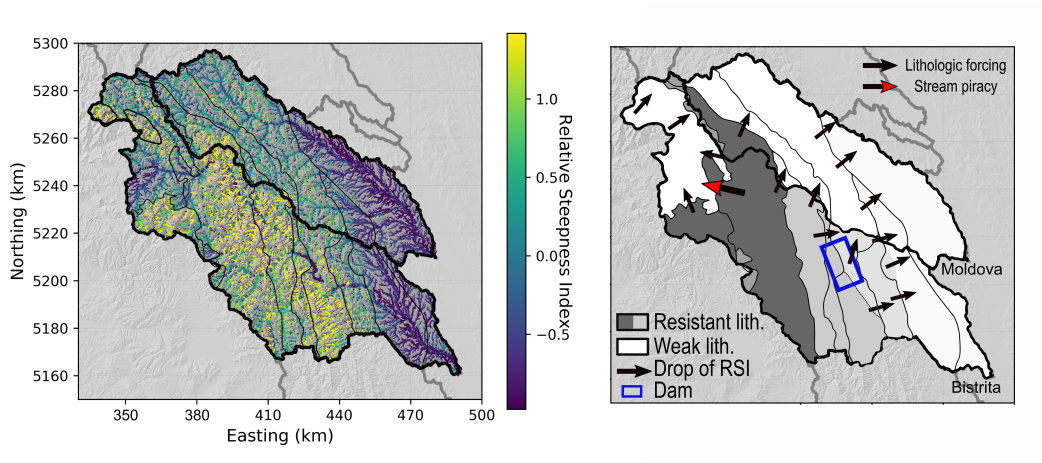 5300
5280
5260
5240
5220
5200
5180
5160
Northing (km)
350
380
410
440
470
500
Easting (km)
1.0
0.5
0.00
−0.5
Relative Steepness Index
Lithologic forcing
Stream piracy
Moldova
Bistrita
Resistant lith.
Weak lith.
Drop of RSI
Dam